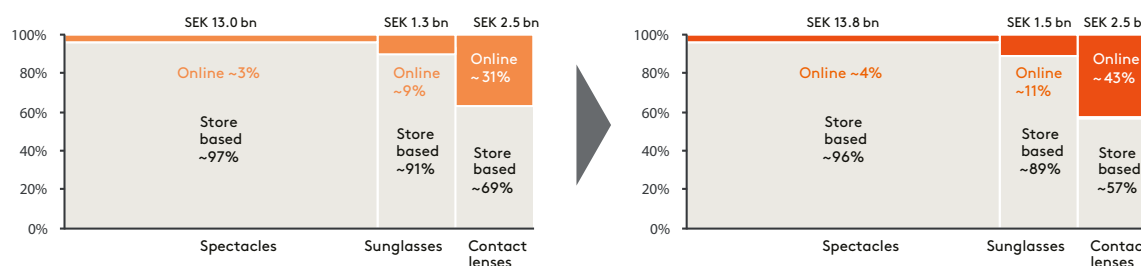 SEK 13.0 bn SEK 1.3 bn SEK 2.5 bn
100%
80%
60%
40%
20%
0%
Online ~3%
Store
based
~97%
Online
~9%
Store
based
~91%
Online
~31%
Store
based
~69%
Spectacles Sunglasses Contact
lenses
SEK 13.8 bn SEK 1.5 bn SEK 2.5 bn
100%
80%
60%
40%
20%
0%
Online ~4%
Store
based
~96%
Online
~11%
Store
based
~89%
Online
~43%
Store
based
~57%
Spectacles Sunglasses Contact
lenses